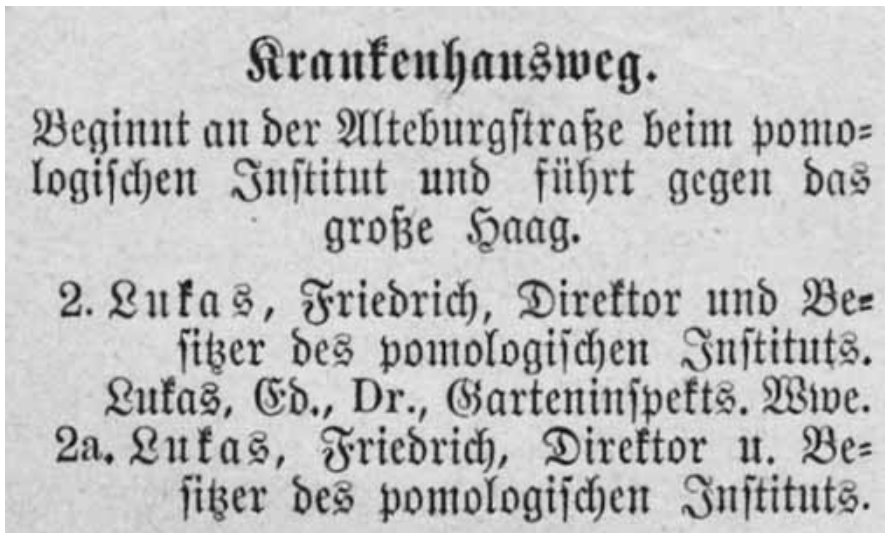 Krankenhausweg.
Beginnt an der Alteburgstraße beim pomo-
logischen Institut und führt gegen das
große Haag.
2. Lukas, Friedrich, Direktor und Be-
sitzer des pomologischen Instituts.
Lukas, Ed., Dr., Garteninspekts. Wwe.
2a. Lukas, Friedrich, Direktor u. Be-
sitzer des pomologischen Instituts.